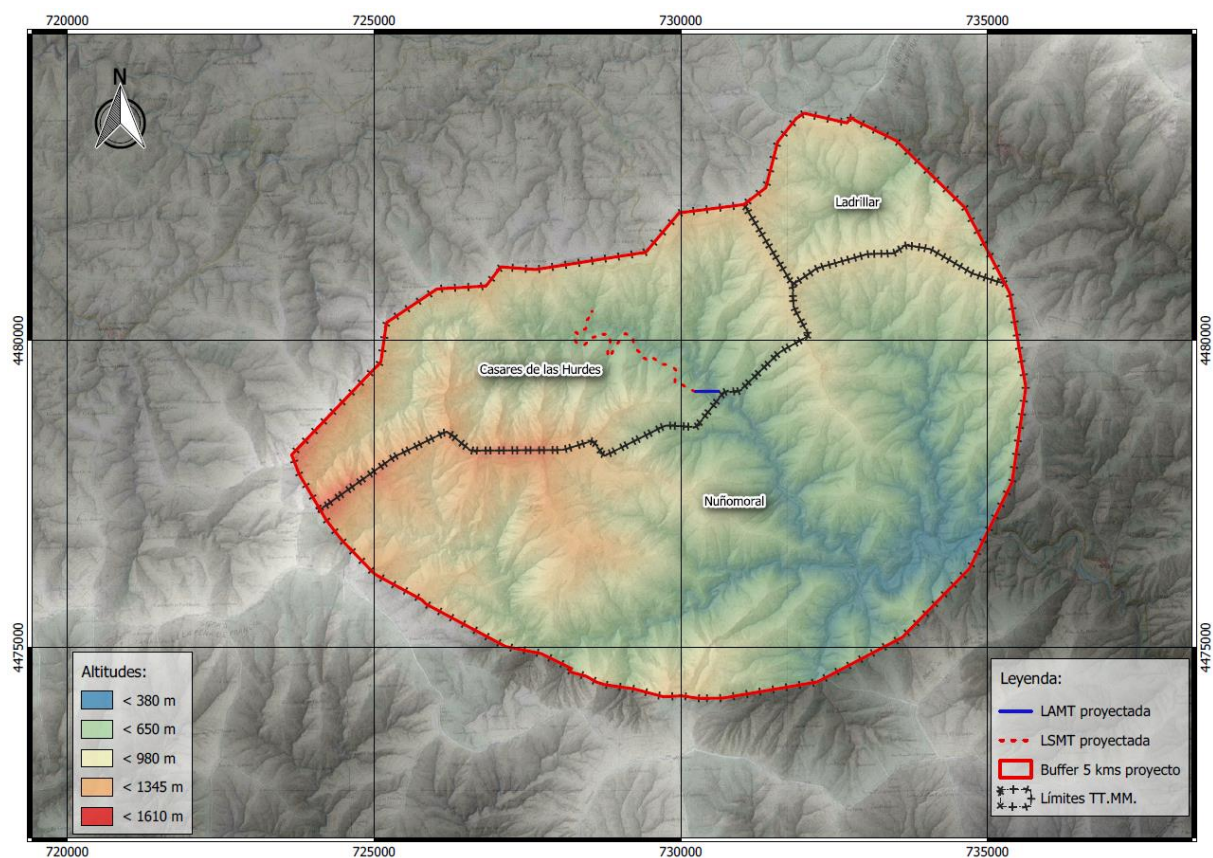 720000 725000 730000 735000
N
Ladrillar
4480000 4480000
Casares de las Hurdes
Nuñomoral
4475000 4475000
Altitudes:
< 380 m
< 650 m
< 980 m
< 1345 m
< 1610 m
Leyenda:
LAMT proyectada
LSMT proyectada
Buffer 5 kms proyecto
Límites TT.MM.
720000 725000 730000 735000